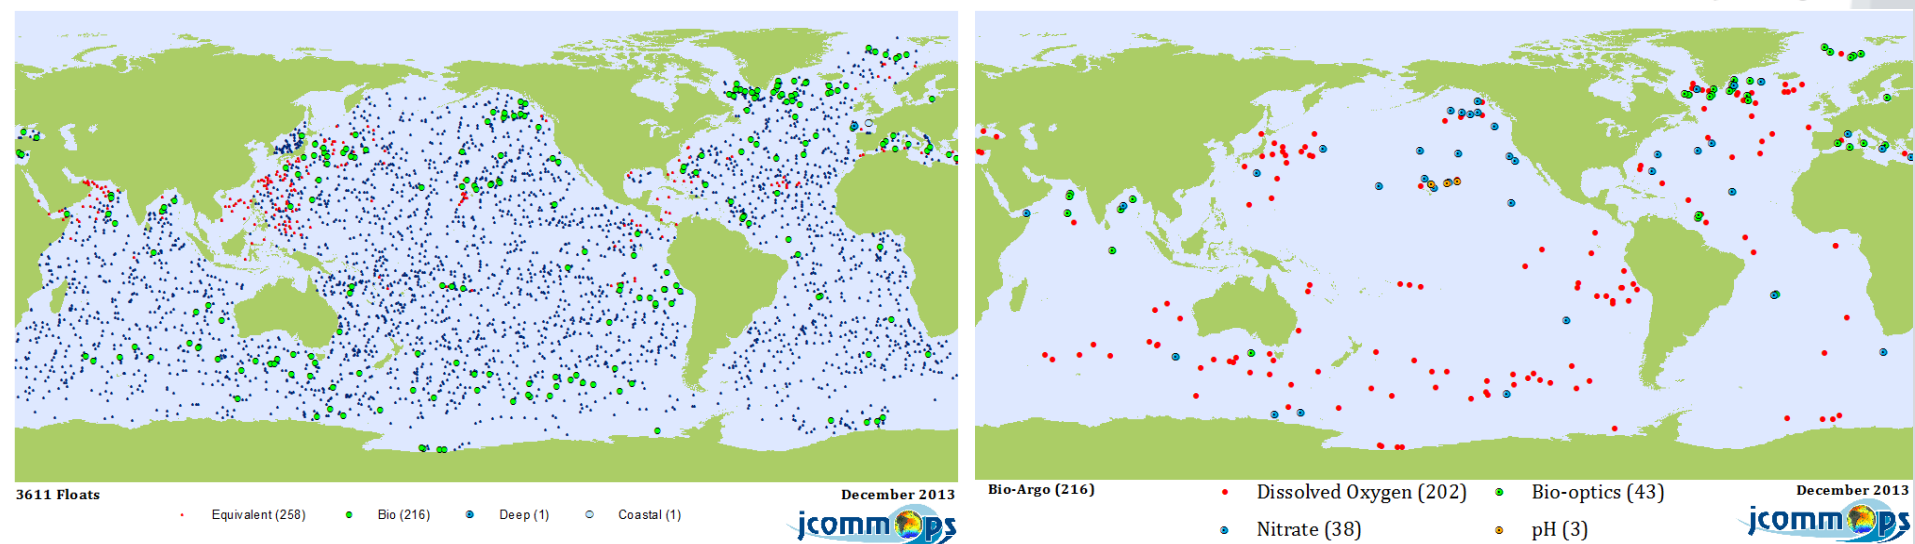 3611 Floats
December 2013
Equivalent (258)
Bio (216)
Deep (1)
Coastal (1)
jcommops
Bio-Argo (216)
Dissolved Oxygen (202)
Bio-optics (43)
December 2013
Nitrate (38)
pH (3)
jcommops